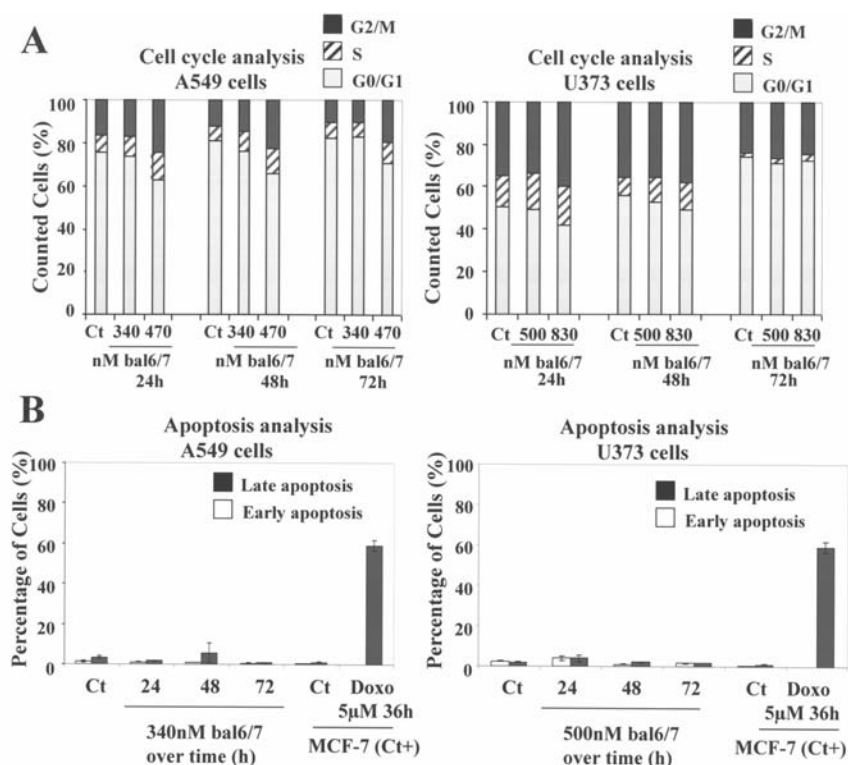 A
Cell cycle analysis
A549 cells
G2/M
S
G0/G1
Counted Cells (%)
100
80
60
40
20
0
Ct 340 470 Ct 340 470 Ct 340 470
nM bal6/7 nM bal6/7 nM bal6/7
24h 48h 72h
Cell cycle analysis
U373 cells
G2/M
S
G0/G1
Counted Cells (%)
100
80
60
40
20
0
Ct 500 830 Ct 500 830 Ct 500 830
nM bal6/7 nM bal6/7 nM bal6/7
24h 48h 72h
B
Apoptosis analysis
A549 cells
Late apoptosis
Early apoptosis
Percentage of Cells (%)
100
80
60
40
20
0
Ct 24 48 72 Ct Doxo
5µM 36h
340nM bal6/7
over time (h)
MCF-7 (Ct+)
Apoptosis analysis
U373 cells
Late apoptosis
Early apoptosis
Percentage of Cells (%)
100
80
60
40
20
0
Ct 24 48 72 Ct Doxo
5µM 36h
500nM bal6/7
over time (h)
MCF-7 (Ct+)